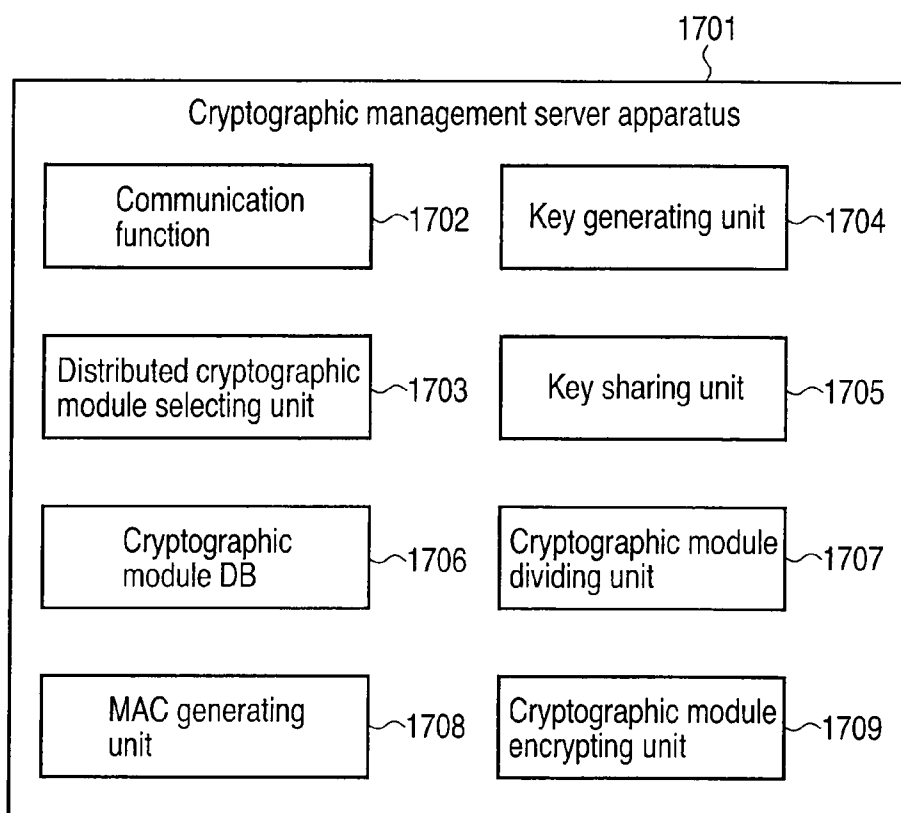 1701
Cryptographic management server apparatus
Communication
function
1702
Key generating unit
1704
Distributed cryptographic
module selecting unit
1703
Key sharing unit
1705
Cryptographic
module DB
1706
Cryptographic module
dividing unit
1707
MAC generating
unit
1708
Cryptographic module
encrypting unit
1709